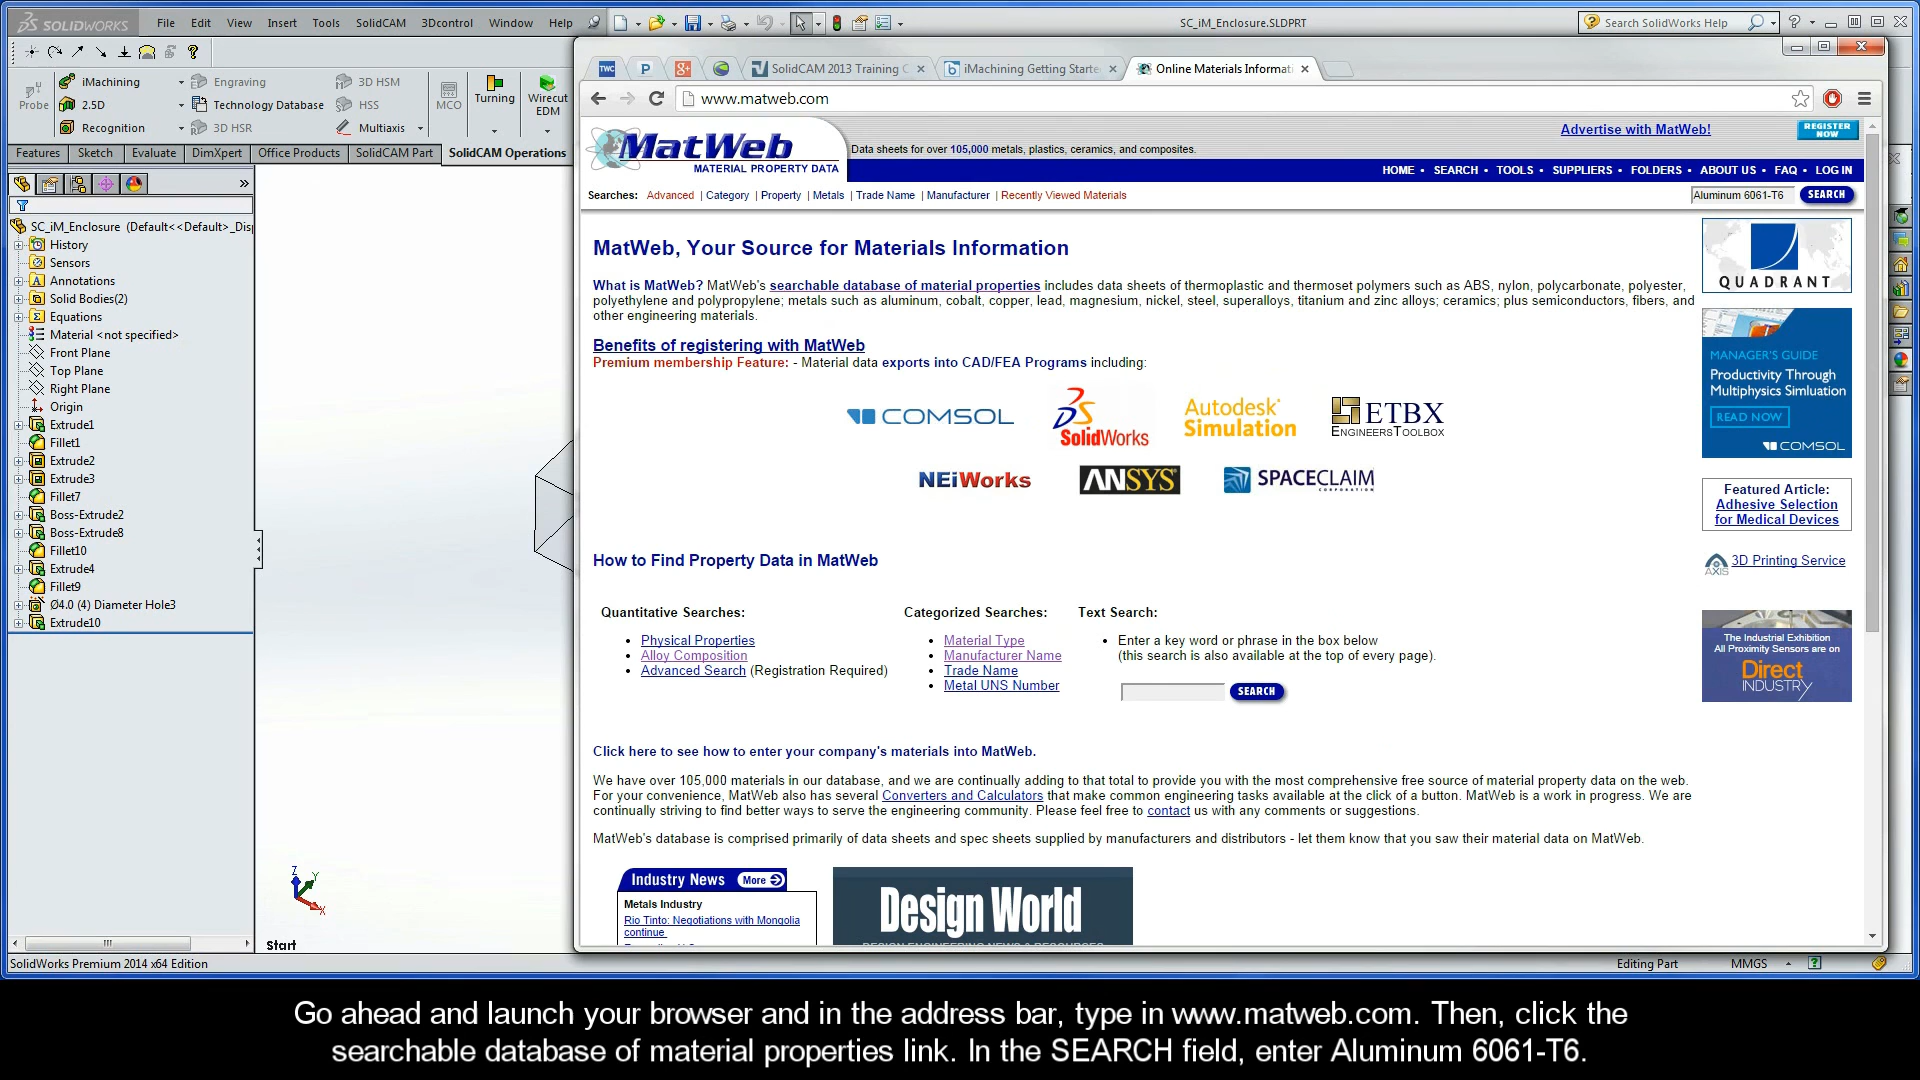 SOLIDWORKS File Edit View Insert Tools SolidCAM 3Dcontrol Window Help SC_iM_Enclosure.SLDPRT Search SolidWorks Help
Probe
iMachining
2.5D
Recognition
Engraving
Technology Database
3D HSR
3D HSM
HSS
Multiaxis
MCO
Turning
Wirecut
EDM
Features Sketch Evaluate DimXpert Office Products SolidCAM Part SolidCAM Operations
SC_iM_Enclosure (Default<<Default>_Disp
History
Sensors
Annotations
Solid Bodies(2)
Equations
Material <not specified>
Front Plane
Top Plane
Right Plane
Origin
Extrude1
Fillet1
Extrude2
Extrude3
Fillet7
Boss-Extrude2
Boss-Extrude8
Fillet10
Extrude4
Fillet9
Ø4.0 (4) Diameter Hole3
Extrude10
Z
Y
X
Start
TWC P g+ SolidCAM 2013 Training C iMachining Getting Starte Online Materials Informati
www.matweb.com
MatWeb
MATERIAL PROPERTY DATA
Data sheets for over 105,000 metals, plastics, ceramics, and composites.
Advertise with MatWeb!
REGISTER
NOW
HOME • SEARCH • TOOLS • SUPPLIERS • FOLDERS • ABOUT US • FAQ • LOG IN
Searches: Advanced | Category | Property | Metals | Trade Name | Manufacturer | Recently Viewed Materials
Aluminum 6061-T6 SEARCH
MatWeb, Your Source for Materials Information
What is MatWeb? MatWeb's searchable database of material properties includes data sheets of thermoplastic and thermoset polymers such as ABS, nylon, polycarbonate, polyester,
polyethylene and polypropylene; metals such as aluminum, cobalt, copper, lead, magnesium, nickel, steel, superalloys, titanium and zinc alloys; ceramics; plus semiconductors, fibers, and
other engineering materials.
Benefits of registering with MatWeb
Premium membership Feature: - Material data exports into CAD/FEA Programs including:
COMSOL
SolidWorks
Autodesk
Simulation
ETBX
ENGINEERSTOOLBOX
NEiWorks
ANSYS
SPACECLAIM
CORPORATION
How to Find Property Data in MatWeb
Quantitative Searches:
• Physical Properties
• Alloy Composition
• Advanced Search (Registration Required)
Categorized Searches:
• Material Type
• Manufacturer Name
• Trade Name
• Metal UNS Number
Text Search:
• Enter a key word or phrase in the box below
(this search is also available at the top of every page).
SEARCH
Click here to see how to enter your company's materials into MatWeb.
We have over 105,000 materials in our database, and we are continually adding to that total to provide you with the most comprehensive free source of material property data on the web.
For your convenience, MatWeb also has several Converters and Calculators that make common engineering tasks available at the click of a button. MatWeb is a work in progress. We are
continually striving to find better ways to serve the engineering community. Please feel free to contact us with any comments or suggestions.
MatWeb's database is comprised primarily of data sheets and spec sheets supplied by manufacturers and distributors - let them know that you saw their material data on MatWeb.
Industry News More
Metals Industry
Rio Tinto: Negotiations with Mongolia
continue
Design World
QUADRANT
MANAGER'S GUIDE
Productivity Through
Multiphysics Simluation
READ NOW
COMSOL
Featured Article:
Adhesive Selection
for Medical Devices
AXIS
3D Printing Service
The Industrial Exhibition
All Proximity Sensors are on
Direct
INDUSTRY
SolidWorks Premium 2014 x64 Edition Editing Part MMGS
Go ahead and launch your browser and in the address bar, type in www.matweb.com. Then, click the
searchable database of material properties link. In the SEARCH field, enter Aluminum 6061-T6.